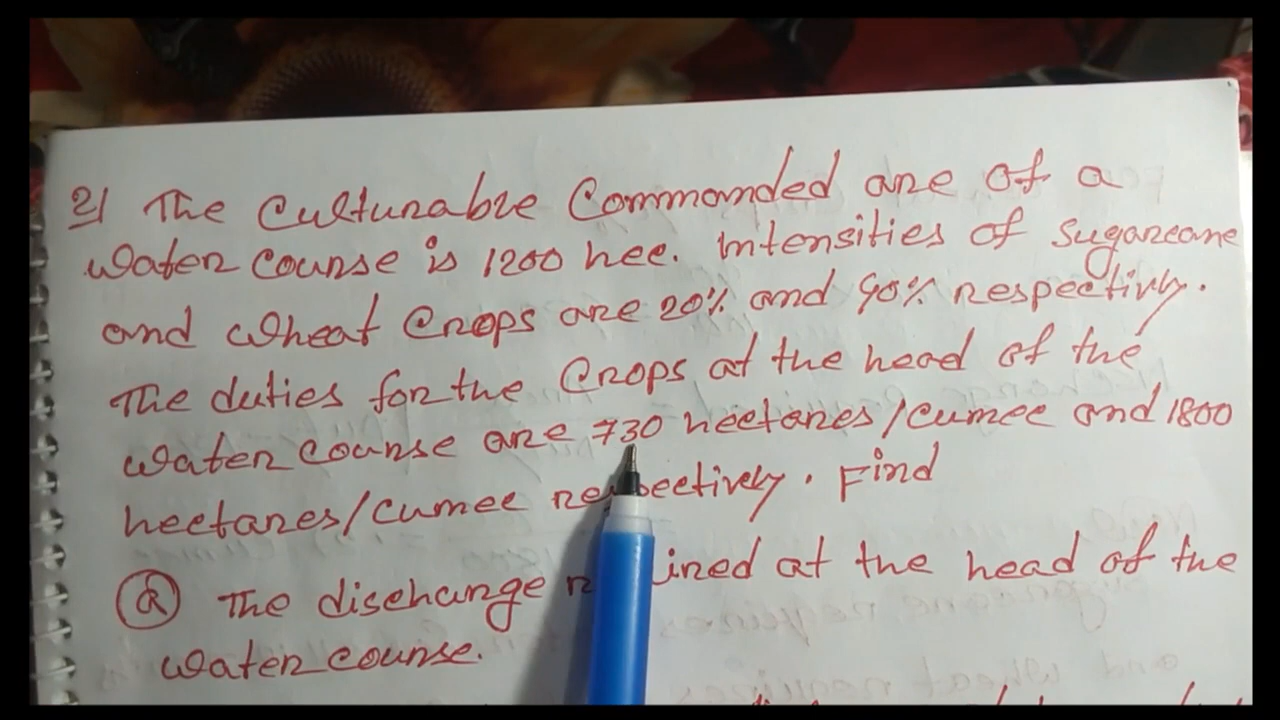 2| The Culturable Commanded are of a
water course is 1200 hec. Intensities of Sugarcane
and wheat Crops are 20% and 40% respectivly.
The duties for the Crops at the head of the
water course are 730 hectares/cumec and 1800
hectares/cumec respectively. Find
(a) The discharge at the head of the
water course.